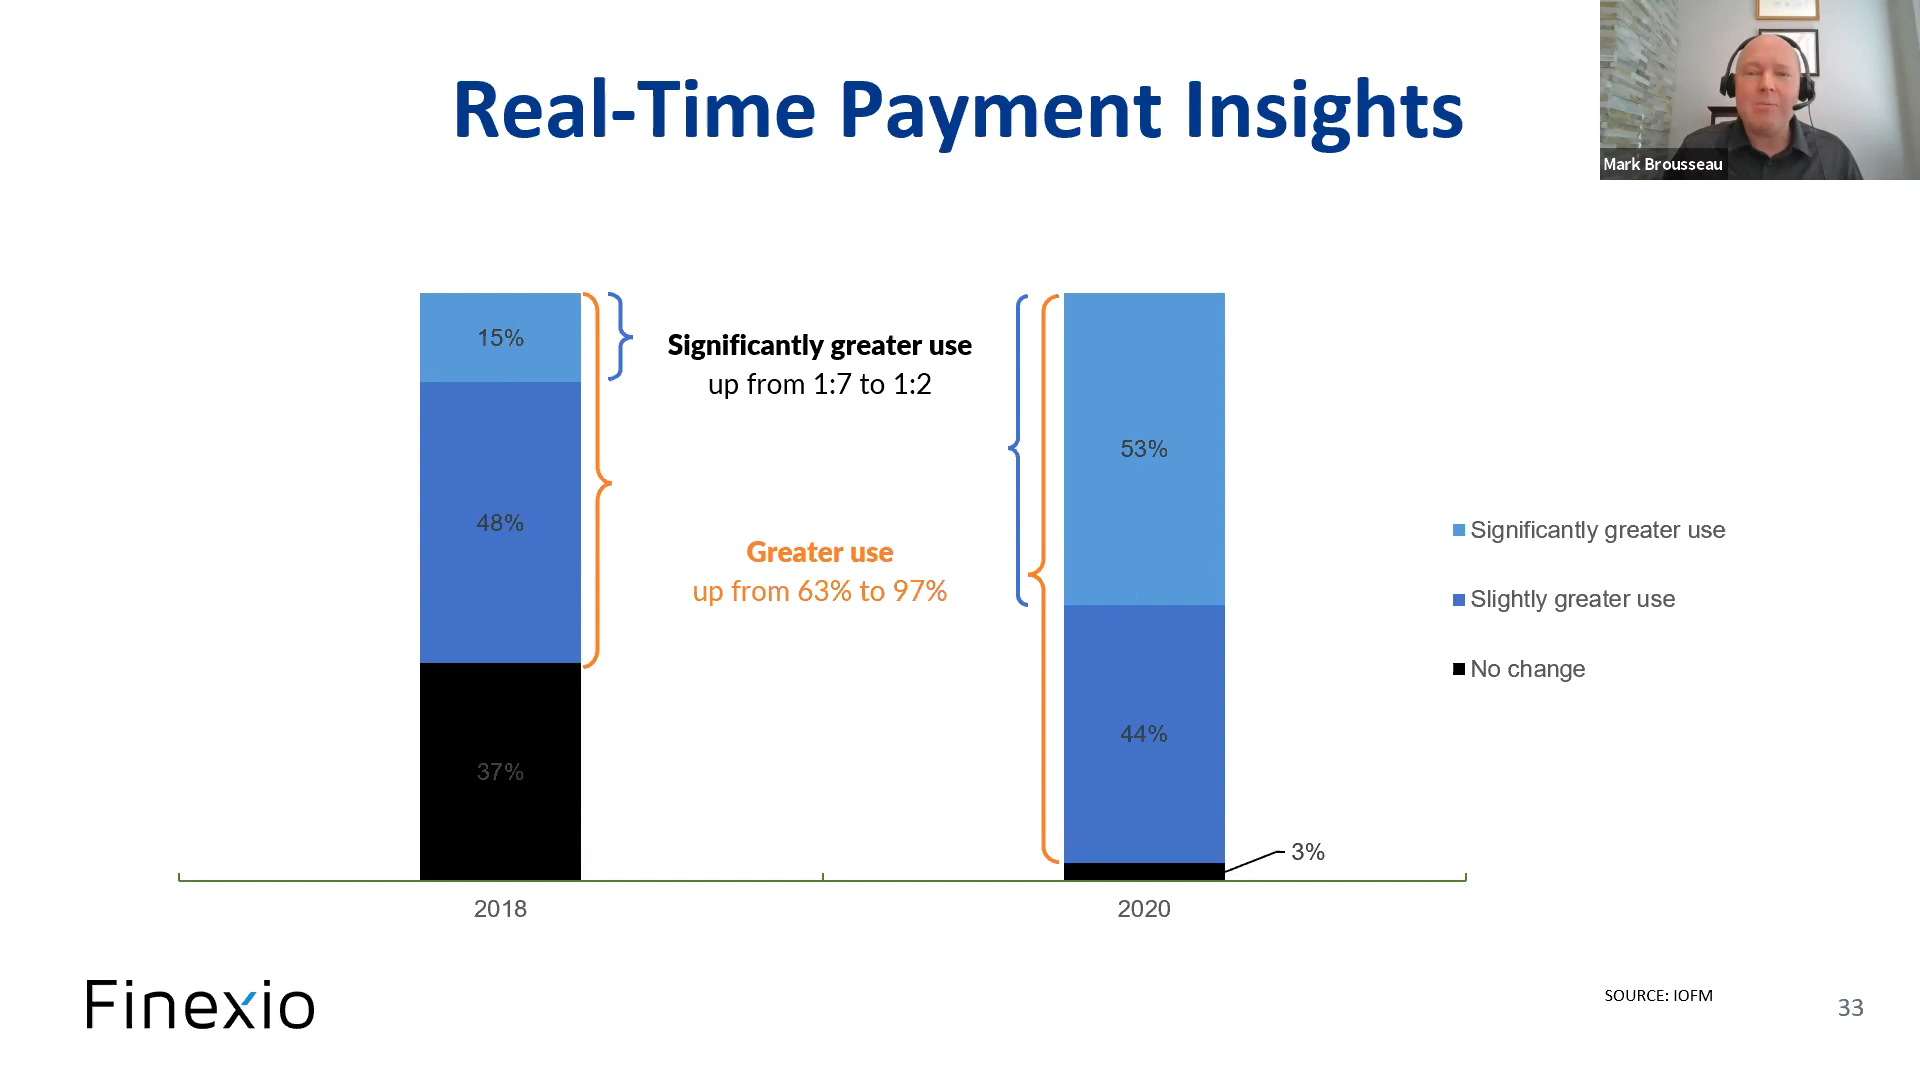 Real-Time Payment Insights
Mark Brousseau
15%
48%
37%
Significantly greater use
up from 1:7 to 1:2
Greater use
up from 63% to 97%
53%
44%
3%
Significantly greater use
Slightly greater use
No change
2018
2020
Finexio
SOURCE: IOFM
33